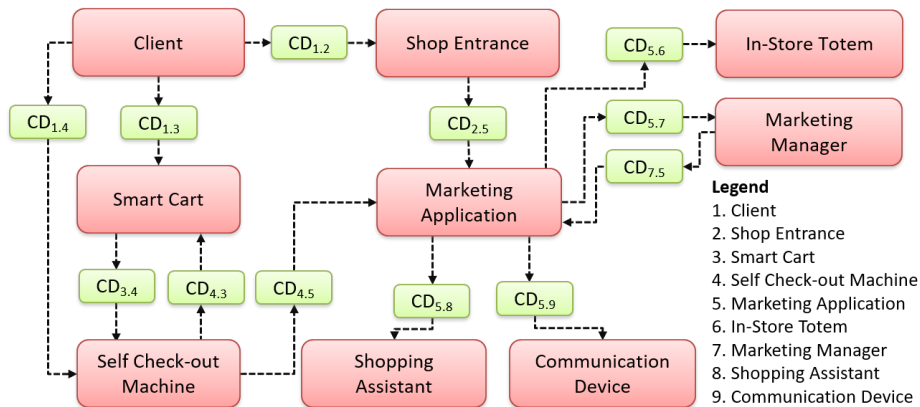 Client
CD1.2
Shop Entrance
CD5.6
In-Store Totem
CD1.4
CD1.3
CD2.5
CD5.7
Marketing
Manager
CD7.5
Smart Cart
Marketing
Application
CD3.4
CD4.3
CD4.5
CD5.8
CD5.9
Self Check-out
Machine
Shopping
Assistant
Communication
Device
Legend
1. Client
2. Shop Entrance
3. Smart Cart
4. Self Check-out Machine
5. Marketing Application
6. In-Store Totem
7. Marketing Manager
8. Shopping Assistant
9. Communication Device